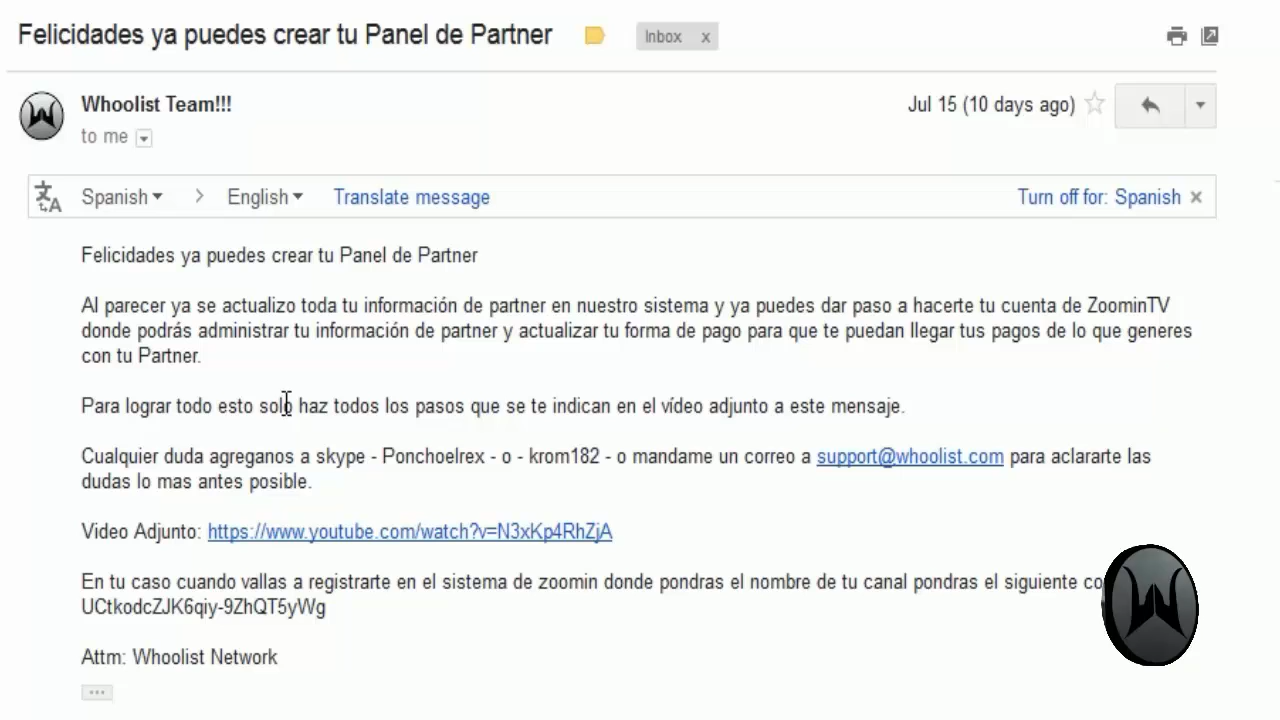 Felicidades ya puedes crear tu Panel de Partner
Inbox x
Whoolist Team!!!
Jul 15 (10 days ago)
to me
Spanish > English Translate message
Turn off for: Spanish ×
Felicidades ya puedes crear tu Panel de Partner
Al parecer ya se actualizo toda tu información de partner en nuestro sistema y ya puedes dar paso a hacerte tu cuenta de ZoominTV
donde podrás administrar tu información de partner y actualizar tu forma de pago para que te puedan llegar tus pagos de lo que generes
con tu Partner.
Para lograr todo esto solo haz todos los pasos que se te indican en el vídeo adjunto a este mensaje.
Cualquier duda agreganos a skype - Ponchoelrex - o - krom182 - o mandame un correo a support@whoolist.com para aclararte las
dudas lo mas antes posible.
Video Adjunto: https://www.youtube.com/watch?v=N3xKp4RhZjA
En tu caso cuando vallas a registrarte en el sistema de zoomin donde pondras el nombre de tu canal pondras el siguiente
UCtkodcZJK6qiy-9ZhQT5yWg
Attm: Whoolist Network